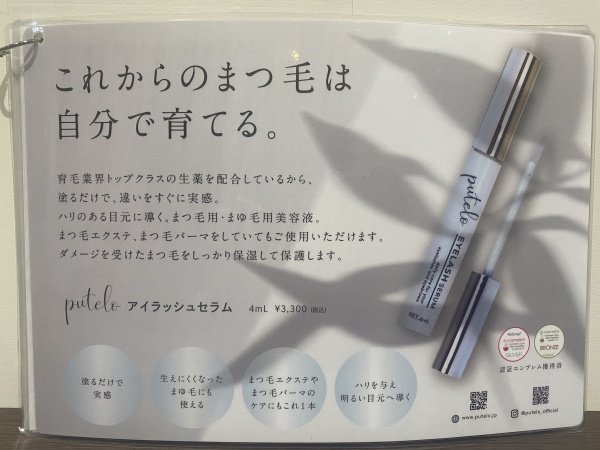 これからのまつ毛は
自分で育てる。
育毛業界トップクラスの生薬を配合しているから、
塗るだけで、違いをすぐに実感。
ハリのある目元に導く。まつ毛用・まゆ毛用美容液。
まつ毛エクステ、まつ毛パーマをしていてもご使用いただけます。
ダメージを受けたまつ毛をしっかり保湿して保護します。
putelo アイラッシュセラム 4mL ¥3,300 (税込)
塗るだけで
実感
生えにくくなった
まゆ毛にも
使える
まつ毛エクステや
まつ毛パーマの
ケアにもこれ1本
ハリを与え
明るい目元へ導く
putelo
EYELASH SERUM
NET.4mL
SILVER
BRONZE
認証エンブレム獲得済
www.putelo.jp
@putelo_official